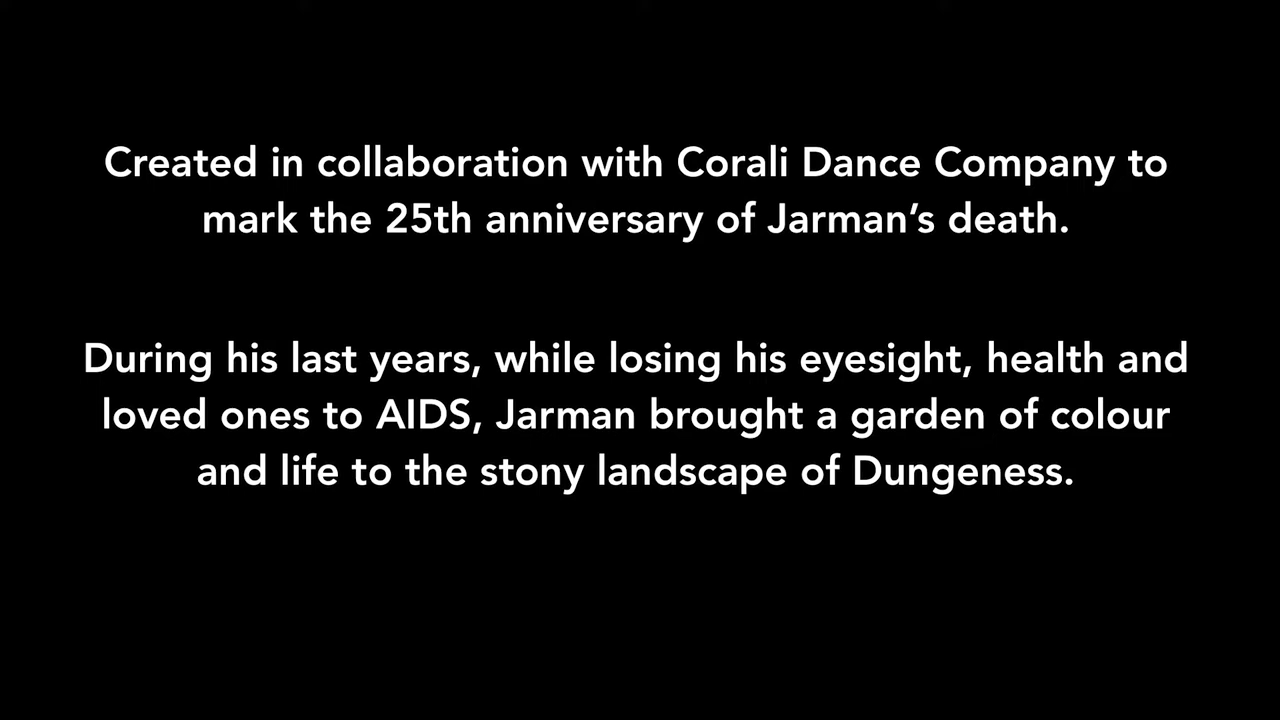 Created in collaboration with Corali Dance Company to
mark the 25th anniversary of Jarman’s death.
During his last years, while losing his eyesight, health and
loved ones to AIDS, Jarman brought a garden of colour
and life to the stony landscape of Dungeness.